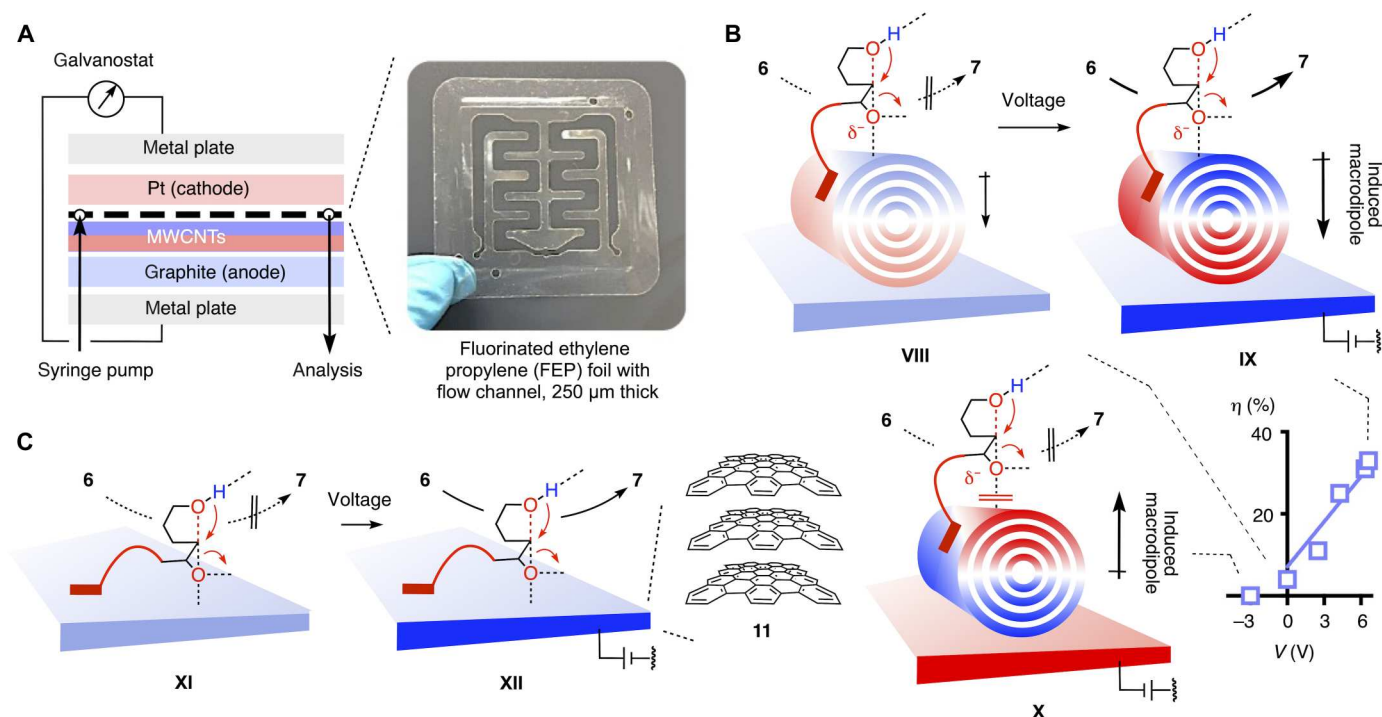 A
Galvanostat
Metal plate
Pt (cathode)
MWCNTs
Graphite (anode)
Metal plate
Syringe pump
Analysis
Fluorinated ethylene
propylene (FEP) foil with
flow channel, 250 μm thick
B
6
O
H
O
δ−
7
VIII
Voltage
6
O
H
O
δ−
7
Induced
macrodipole
IX
6
O
H
O
δ−
7
Induced
macrodipole
X
η (%)
40
20
−3
0
3
6
V (V)
C
6
O
H
O
7
XI
Voltage
6
O
H
O
7
XII
11